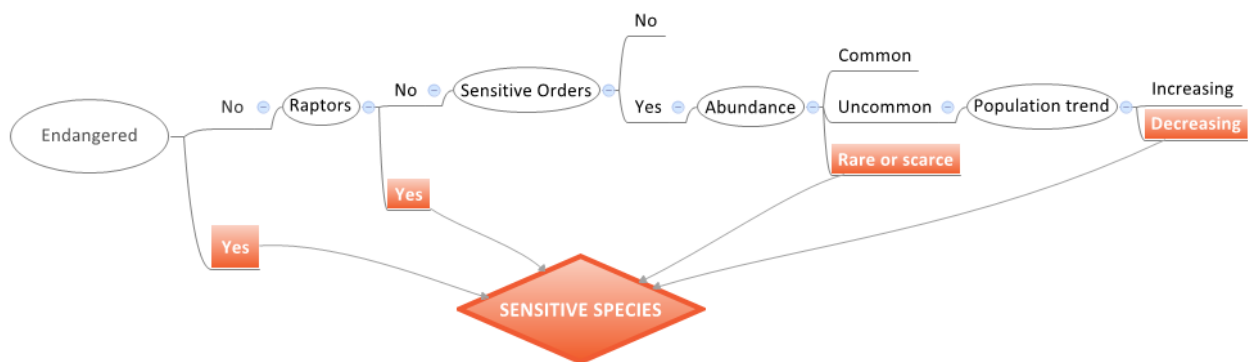 Endangered
No
Yes
Raptors
No
Yes
Sensitive Orders
No
Yes
Abundance
Common
Uncommon
Rare or scarce
Population trend
Increasing
Decreasing
SENSITIVE SPECIES